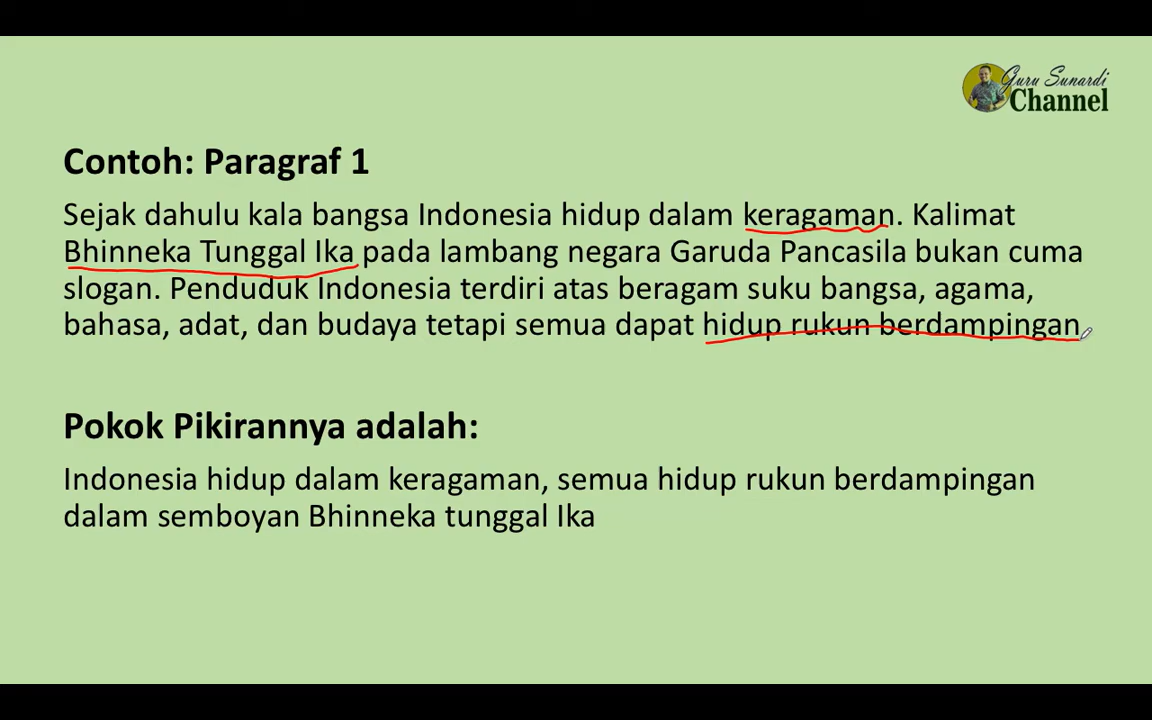 Guru Sunardi
Channel
Contoh: Paragraf 1
Sejak dahulu kala bangsa Indonesia hidup dalam keragaman. Kalimat
Bhinneka Tunggal Ika pada lambang negara Garuda Pancasila bukan cuma
slogan. Penduduk Indonesia terdiri atas beragam suku bangsa, agama,
bahasa, adat, dan budaya tetapi semua dapat hidup rukun berdampingan.
Pokok Pikirannya adalah:
Indonesia hidup dalam keragaman, semua hidup rukun berdampingan
dalam semboyan Bhinneka tunggal Ika